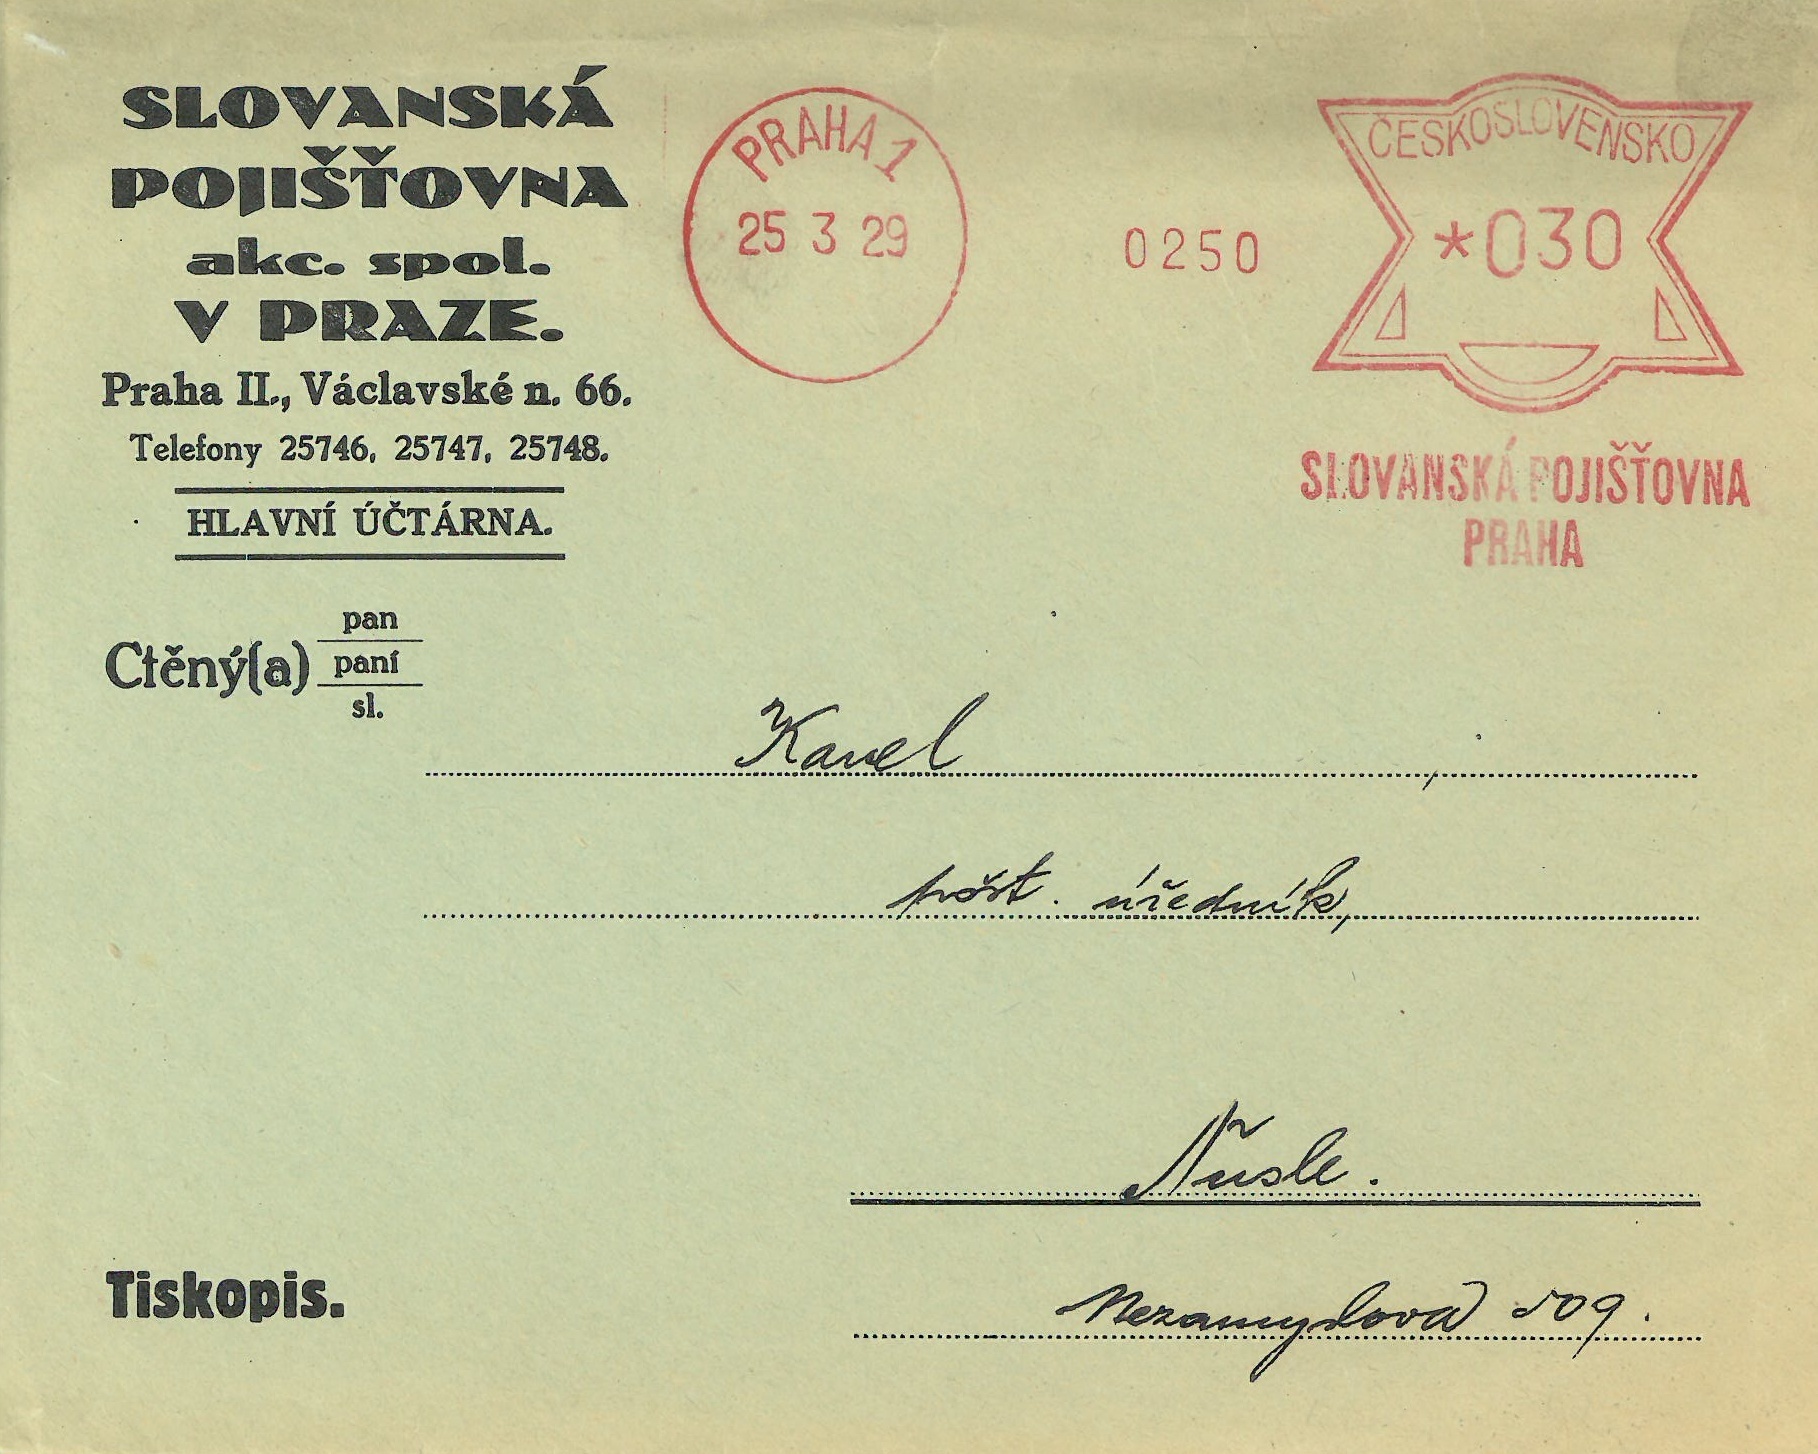 SLOVANSKÁ
POJIŠŤOVNA
akc. spol.
V PRAZE.
Praha II., Václavské n. 66.
Telefony 25746, 25747, 25748.
HLAVNÍ ÚČTÁRNA.
PRAHA 1
25 3 29
0250
ČESKOSLOVENSKO
*030
SLOVANSKÁ POJIŠŤOVNA
PRAHA
Ctěný(a) pan
paní
sl.
Karel ,
pošt. úředník,
Nusle.
Nezamyslova 509.
Tiskopis.